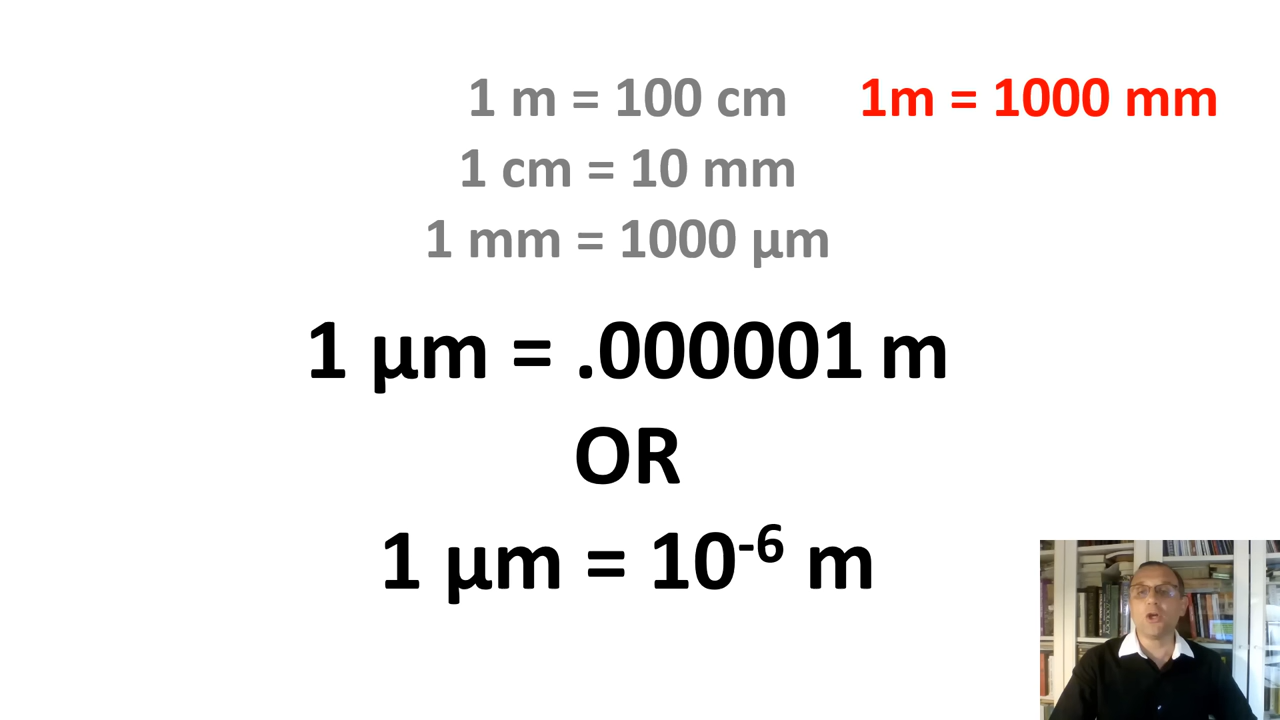 1 m = 100 cm 1m = 1000 mm
1 cm = 10 mm
1 mm = 1000 µm
1 µm = .000001 m
OR
1 µm = 10⁻⁶ m